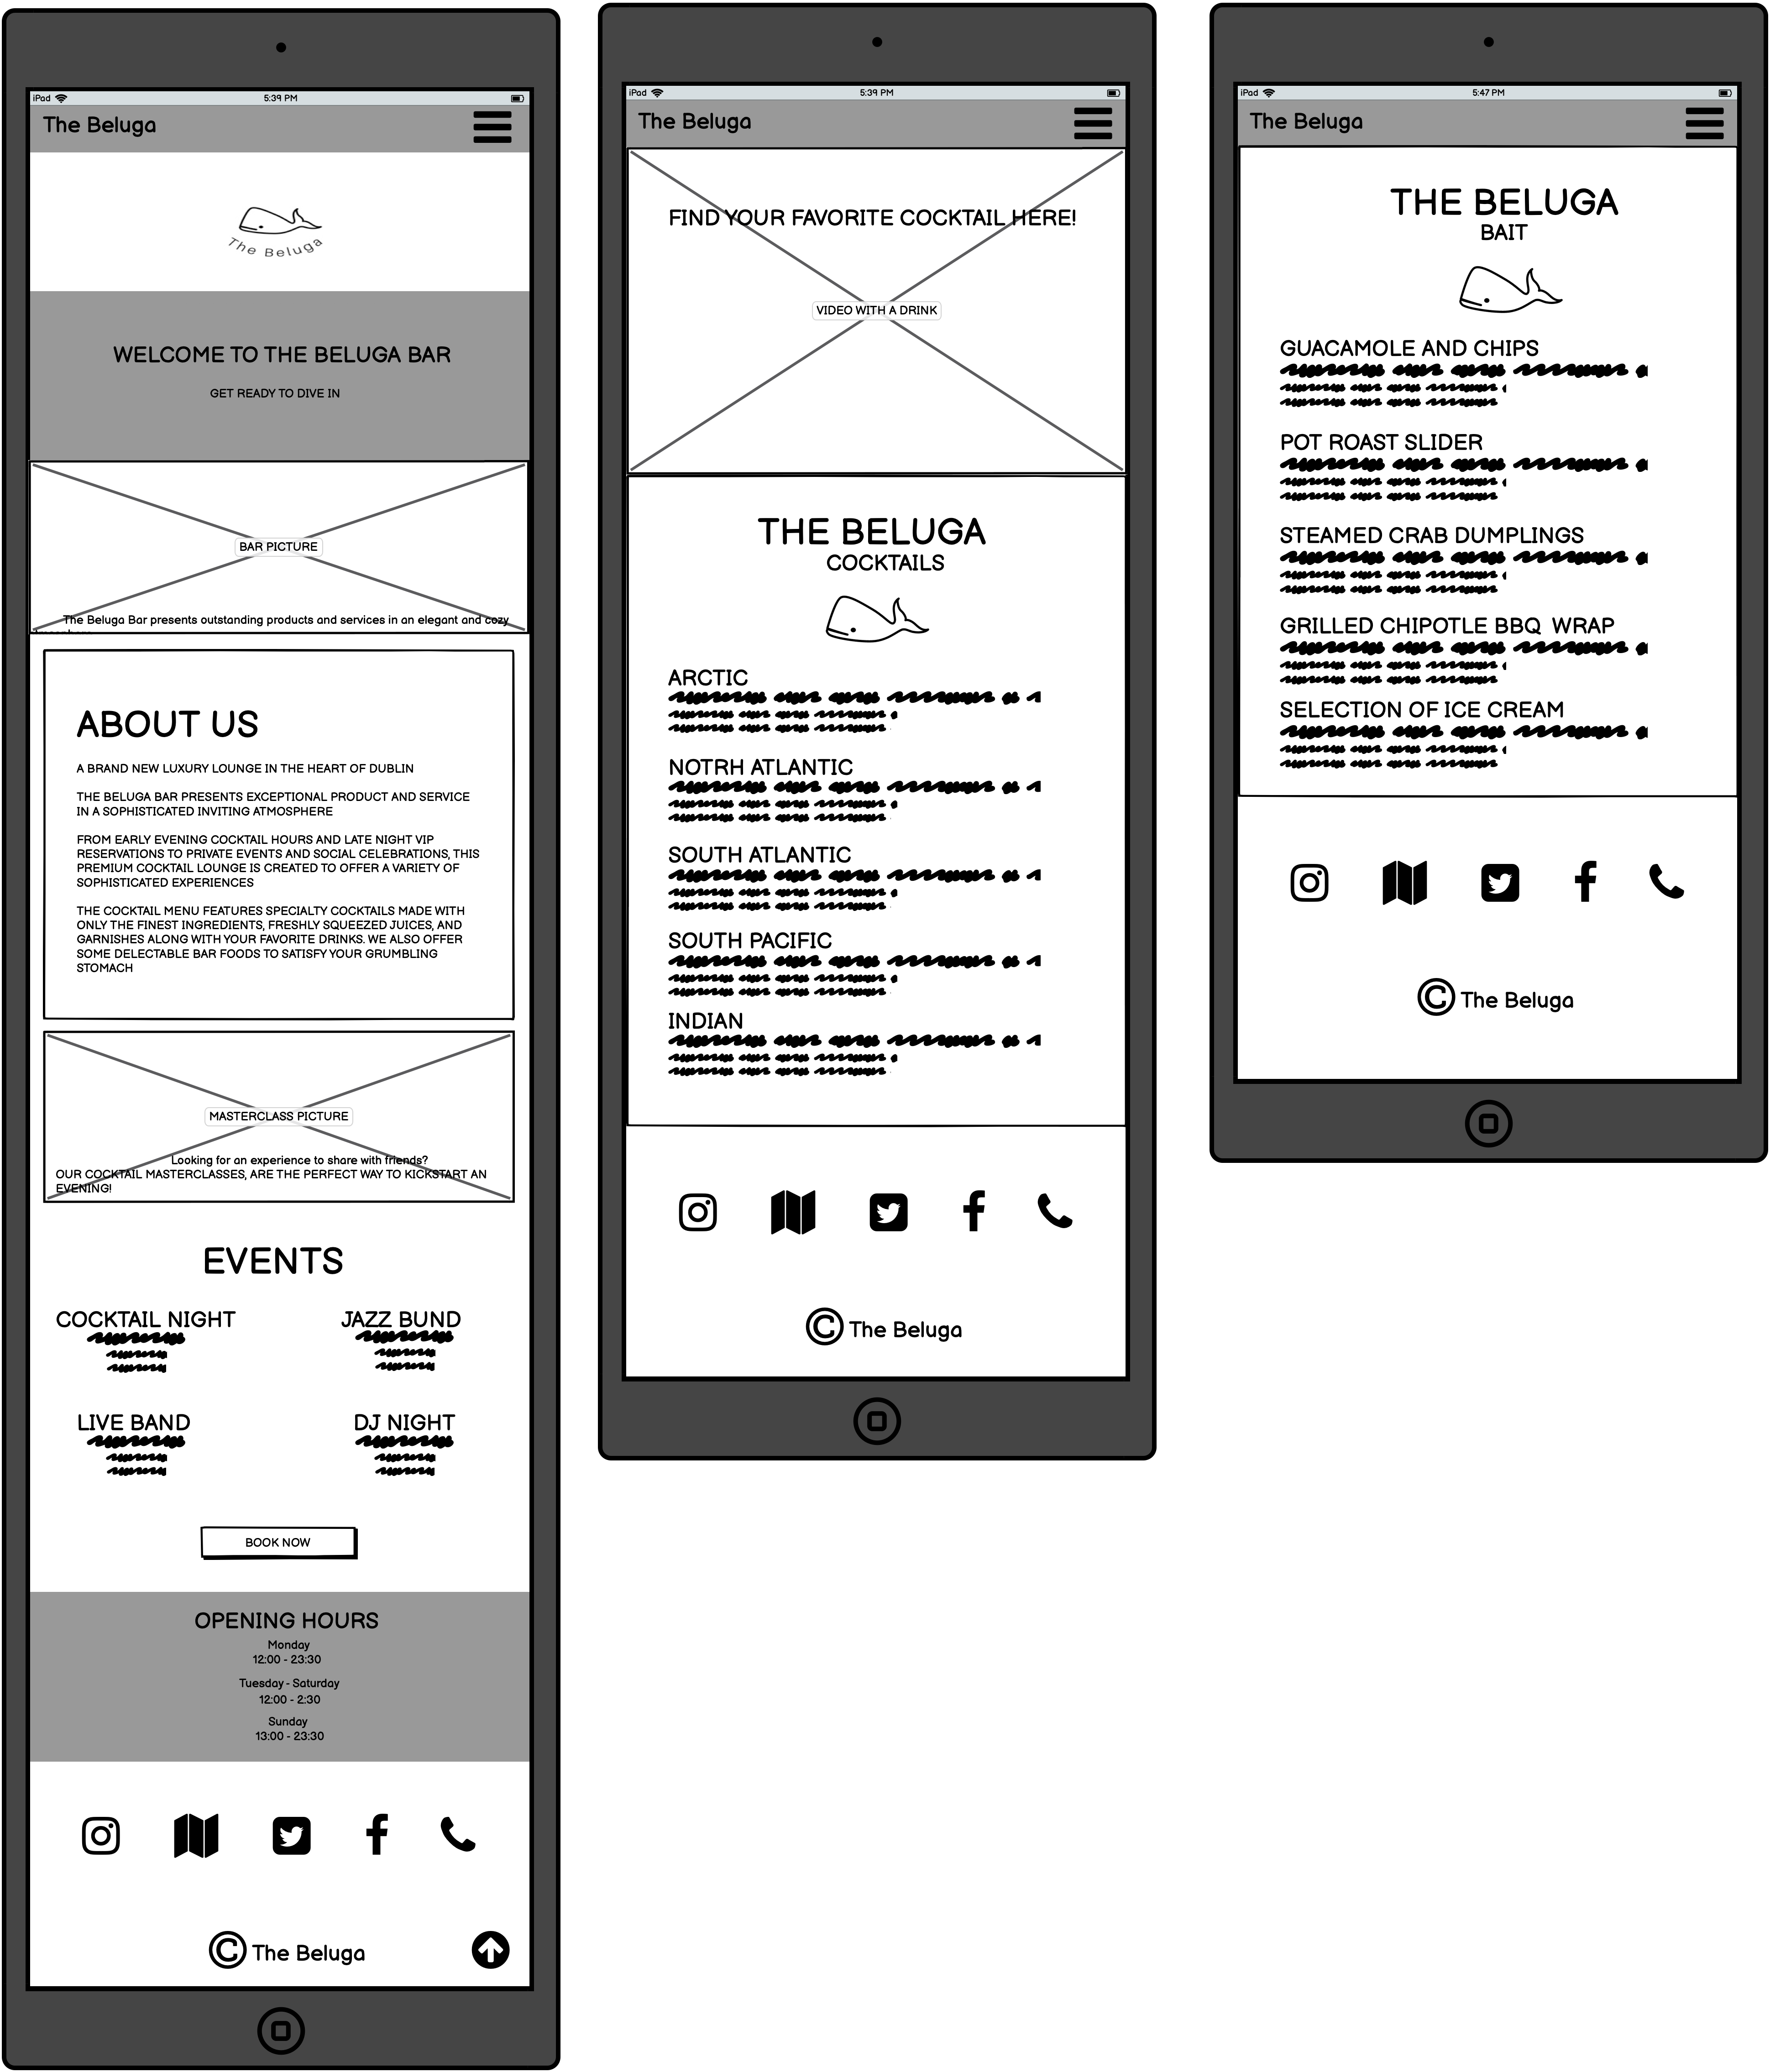 iPad
5:39 PM
The Beluga
The Beluga
WELCOME TO THE BELUGA BAR
GET READY TO DIVE IN
BAR PICTURE
The Beluga Bar presents outstanding products and services in an elegant and cozy
ABOUT US
A BRAND NEW LUXURY LOUNGE IN THE HEART OF DUBLIN
THE BELUGA BAR PRESENTS EXCEPTIONAL PRODUCT AND SERVICE
IN A SOPHISTICATED INVITING ATMOSPHERE
FROM EARLY EVENING COCKTAIL HOURS AND LATE NIGHT VIP
RESERVATIONS TO PRIVATE EVENTS AND SOCIAL CELEBRATIONS, THIS
PREMIUM COCKTAIL LOUNGE IS CREATED TO OFFER A VARIETY OF
SOPHISTICATED EXPERIENCES
THE COCKTAIL MENU FEATURES SPECIALTY COCKTAILS MADE WITH
ONLY THE FINEST INGREDIENTS, FRESHLY SQUEEZED JUICES, AND
GARNISHES ALONG WITH YOUR FAVORITE DRINKS. WE ALSO OFFER
SOME DELECTABLE BAR FOODS TO SATISFY YOUR GRUMBLING
STOMACH
MASTERCLASS PICTURE
Looking for an experience to share with friends?
OUR COCKTAIL MASTERCLASSES, ARE THE PERFECT WAY TO KICKSTART AN
EVENING!
EVENTS
COCKTAIL NIGHT
JAZZ BUND
LIVE BAND
DJ NIGHT
BOOK NOW
OPENING HOURS
Monday
12:00 - 23:30
Tuesday - Saturday
12:00 - 2:30
Sunday
13:00 - 23:30
© The Beluga
iPad
5:39 PM
The Beluga
FIND YOUR FAVORITE COCKTAIL HERE!
VIDEO WITH A DRINK
THE BELUGA
COCKTAILS
ARCTIC
NOTRH ATLANTIC
SOUTH ATLANTIC
SOUTH PACIFIC
INDIAN
© The Beluga
iPad
5:47 PM
The Beluga
THE BELUGA
BAIT
GUACAMOLE AND CHIPS
POT ROAST SLIDER
STEAMED CRAB DUMPLINGS
GRILLED CHIPOTLE BBQ WRAP
SELECTION OF ICE CREAM
© The Beluga